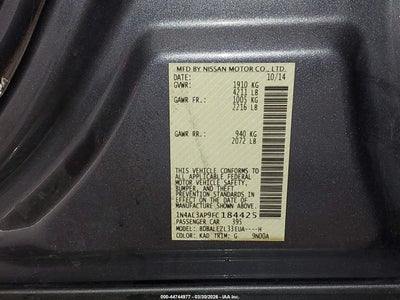 MFD BY NISSAN MOTOR CO., LTD.
DATE: 10/14
GVWR: 1910 KG
4211 LB
GAWR FR.: 1005 KG
2216 LB
GAWR RR.: 940 KG
2072 LB
THIS VEHICLE CONFORMS TO ALL
APPLICABLE FEDERAL
MOTOR VEHICLE SAFETY,
BUMPER, AND THEFT
PREVENTION STANDARDS
IN EFFECT ON THE DATE OF
MANUFACTURE SHOWN ABOVE.
1N4AL3AP9FC184425
PASSENGER CAR 395
MODEL: BDBALEZL33EUA----H
COLOR: KAD TRIM: G 9N00A
000-44744977 - 03/30/2026 - IAA Inc.